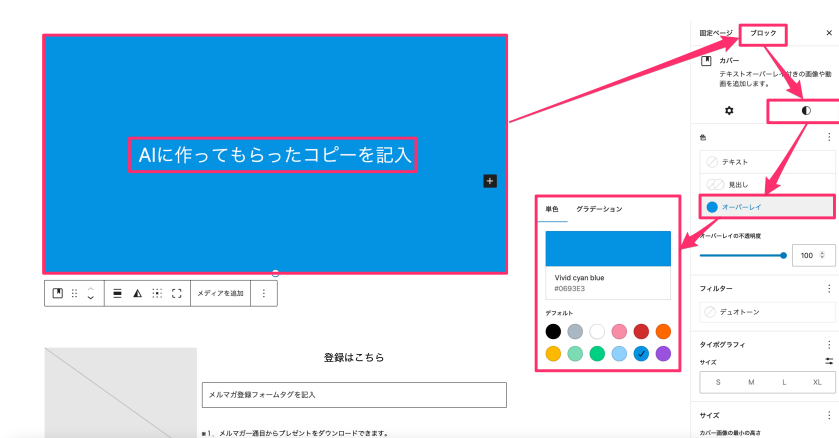 固定ページ
ブロック
カバー
テキストオーバーレイ付きの画像や動
画を追加します。
色
テキスト
見出し
オーバーレイ
オーバーレイの不透明度
100
フィルター
デュオトーン
タイポグラフィ
サイズ
S
M
L
XL
サイズ
カバー画像の最小の高さ
AIに作ってもらったコピーを記入
メディアを追加
単色
グラデーション
Vivid cyan blue
#0693E3
デフォルト
登録はこちら
メルマガ登録フォームタグを記入
※1、メルマガ一通目からプレゼントをダウンロードできます。